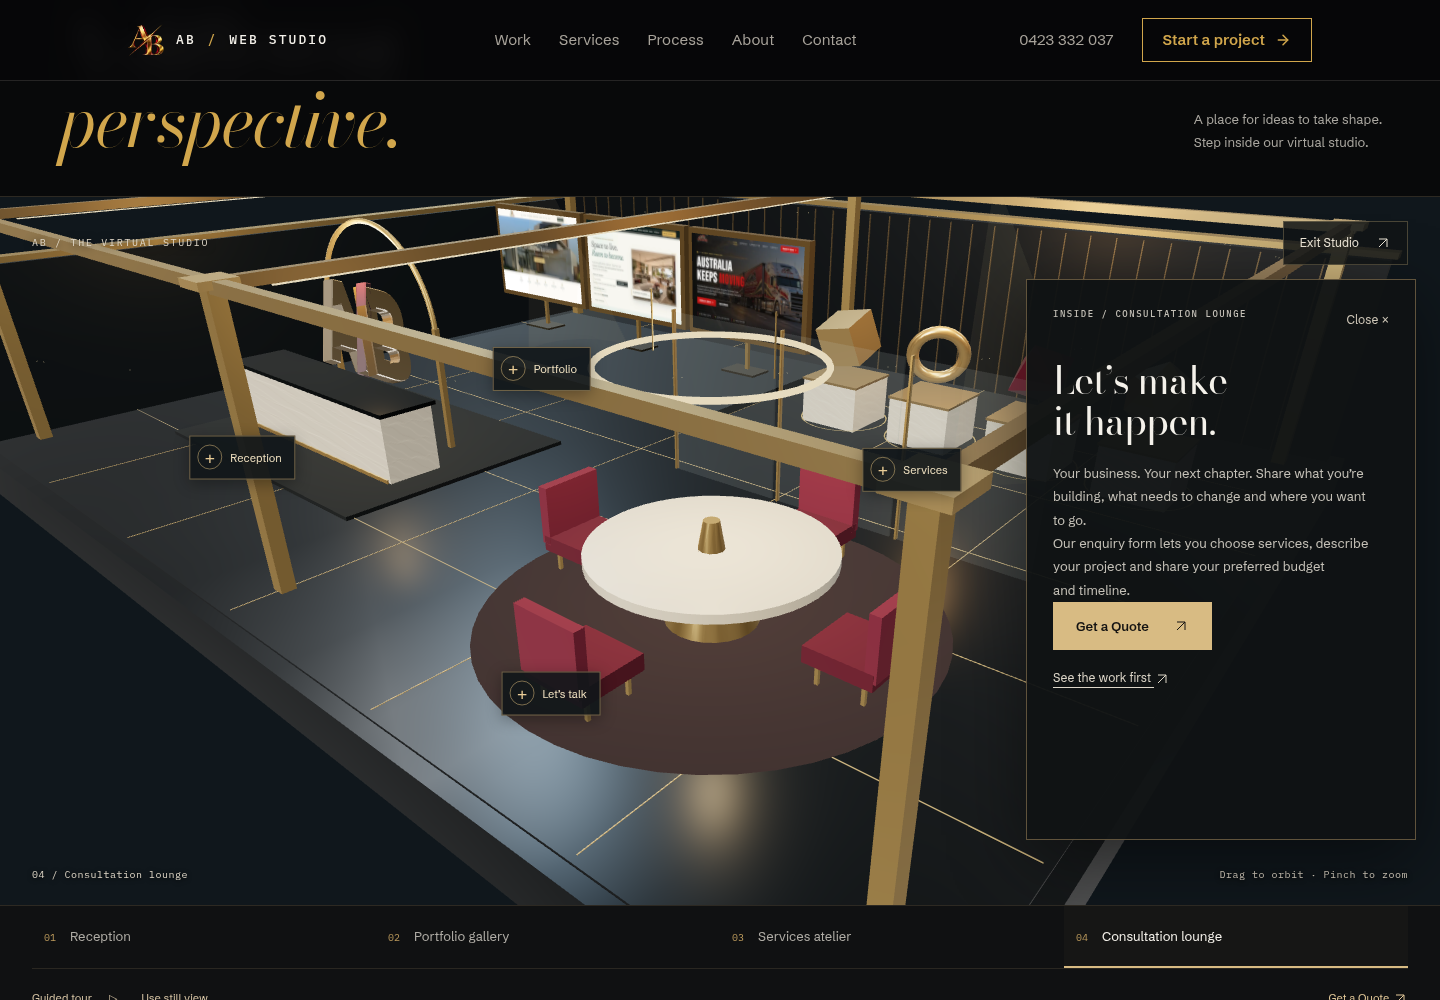 AB / WEB STUDIO
Work
Services
Process
About
Contact
0423 332 037
Start a project
perspective.
A place for ideas to take shape.
Step inside our virtual studio.
AB / THE VIRTUAL STUDIO
Exit Studio
AUSTRALIA
KEEPS MOVING
AB
INSIDE / CONSULTATION LOUNGE
Close ×
Let’s make
it happen.
Your business. Your next chapter. Share what you’re
building, what needs to change and where you want
to go.
Our enquiry form lets you choose services, describe
your project and share your preferred budget
and timeline.
Get a Quote
See the work first
Portfolio
Reception
Services
Let’s talk
04 / Consultation lounge
Drag to orbit · Pinch to zoom
01 Reception
02 Portfolio gallery
03 Services atelier
04 Consultation lounge
Guided tour
Use still view
Get a Quote